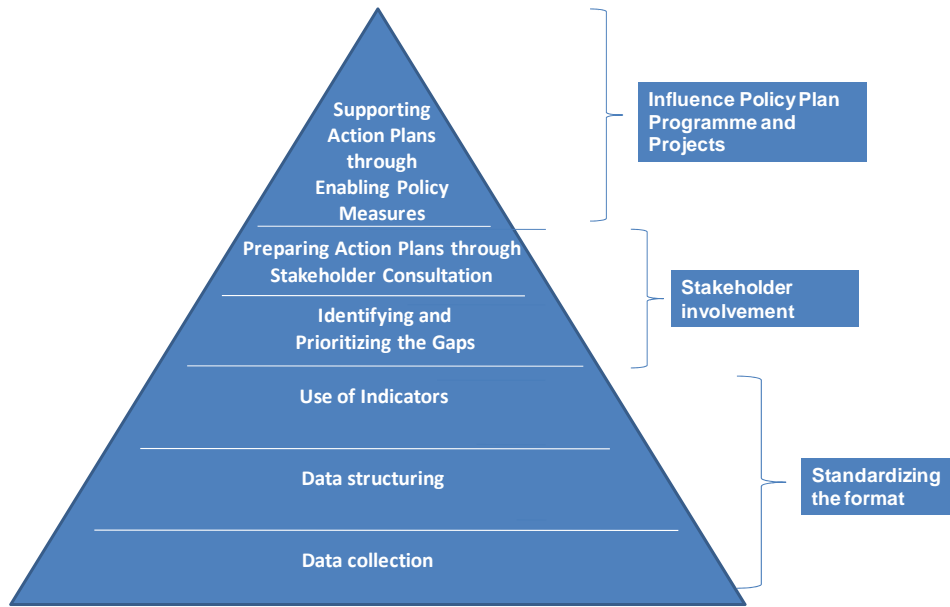 Supporting
Action Plans
through
Enabling Policy
Measures
Influence Policy Plan
Programme and
Projects
Preparing Action Plans through
Stakeholder Consultation
Identifying and
Prioritizing the Gaps
Stakeholder
involvement
Use of Indicators
Data structuring
Data collection
Standardizing
the format